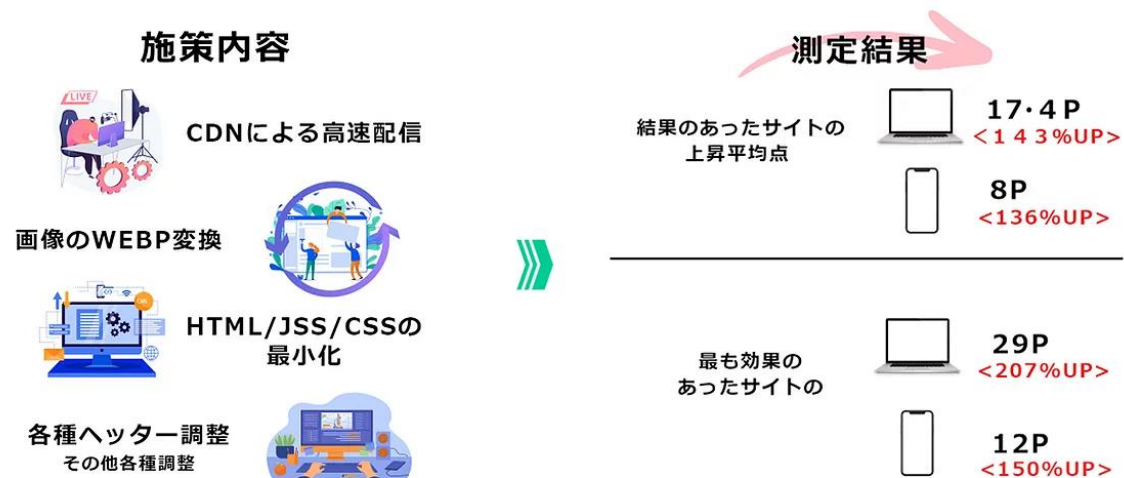 施策内容
LIVE
CDNによる高速配信
画像のWEBP変換
HTML/JSS/CSSの
最小化
各種ヘッター調整
その他各種調整
測定結果
結果のあったサイトの
上昇平均点
17・4P
<143%UP>
8P
<136%UP>
最も効果の
あったサイトの
29P
<207%UP>
12P
<150%UP>